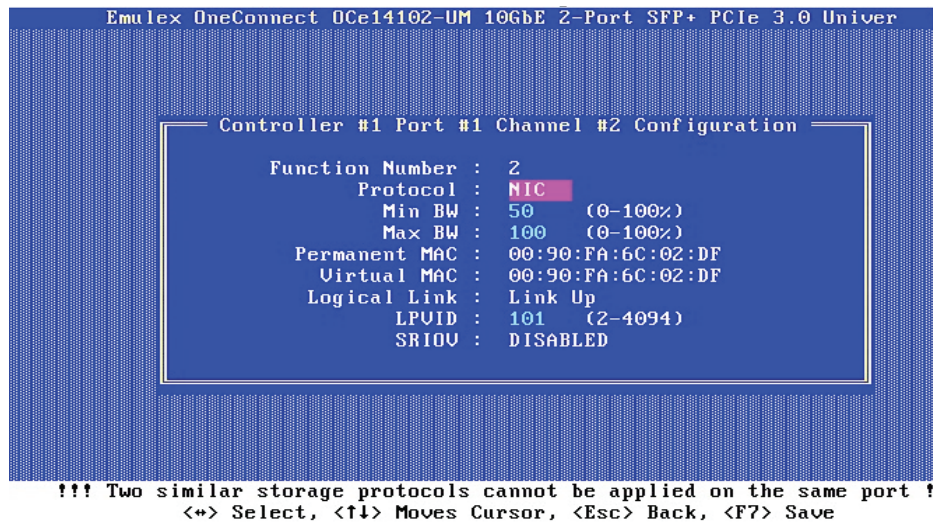 Emulex OneConnect OCe14102-UM 10GbE 2-Port SFP+ PCIe 3.0 Univer
Controller #1 Port #1 Channel #2 Configuration
Function Number : 2
Protocol : NIC
Min BW : 50 (0-100%)
Max BW : 100 (0-100%)
Permanent MAC : 00:90:FA:6C:02:DF
Virtual MAC : 00:90:FA:6C:02:DF
Logical Link : Link Up
LPVID : 101 (2-4094)
SRIOV : DISABLED
!!! Two similar storage protocols cannot be applied on the same port !
<↔> Select, <↑↓> Moves Cursor, <Esc> Back, <F7> Save